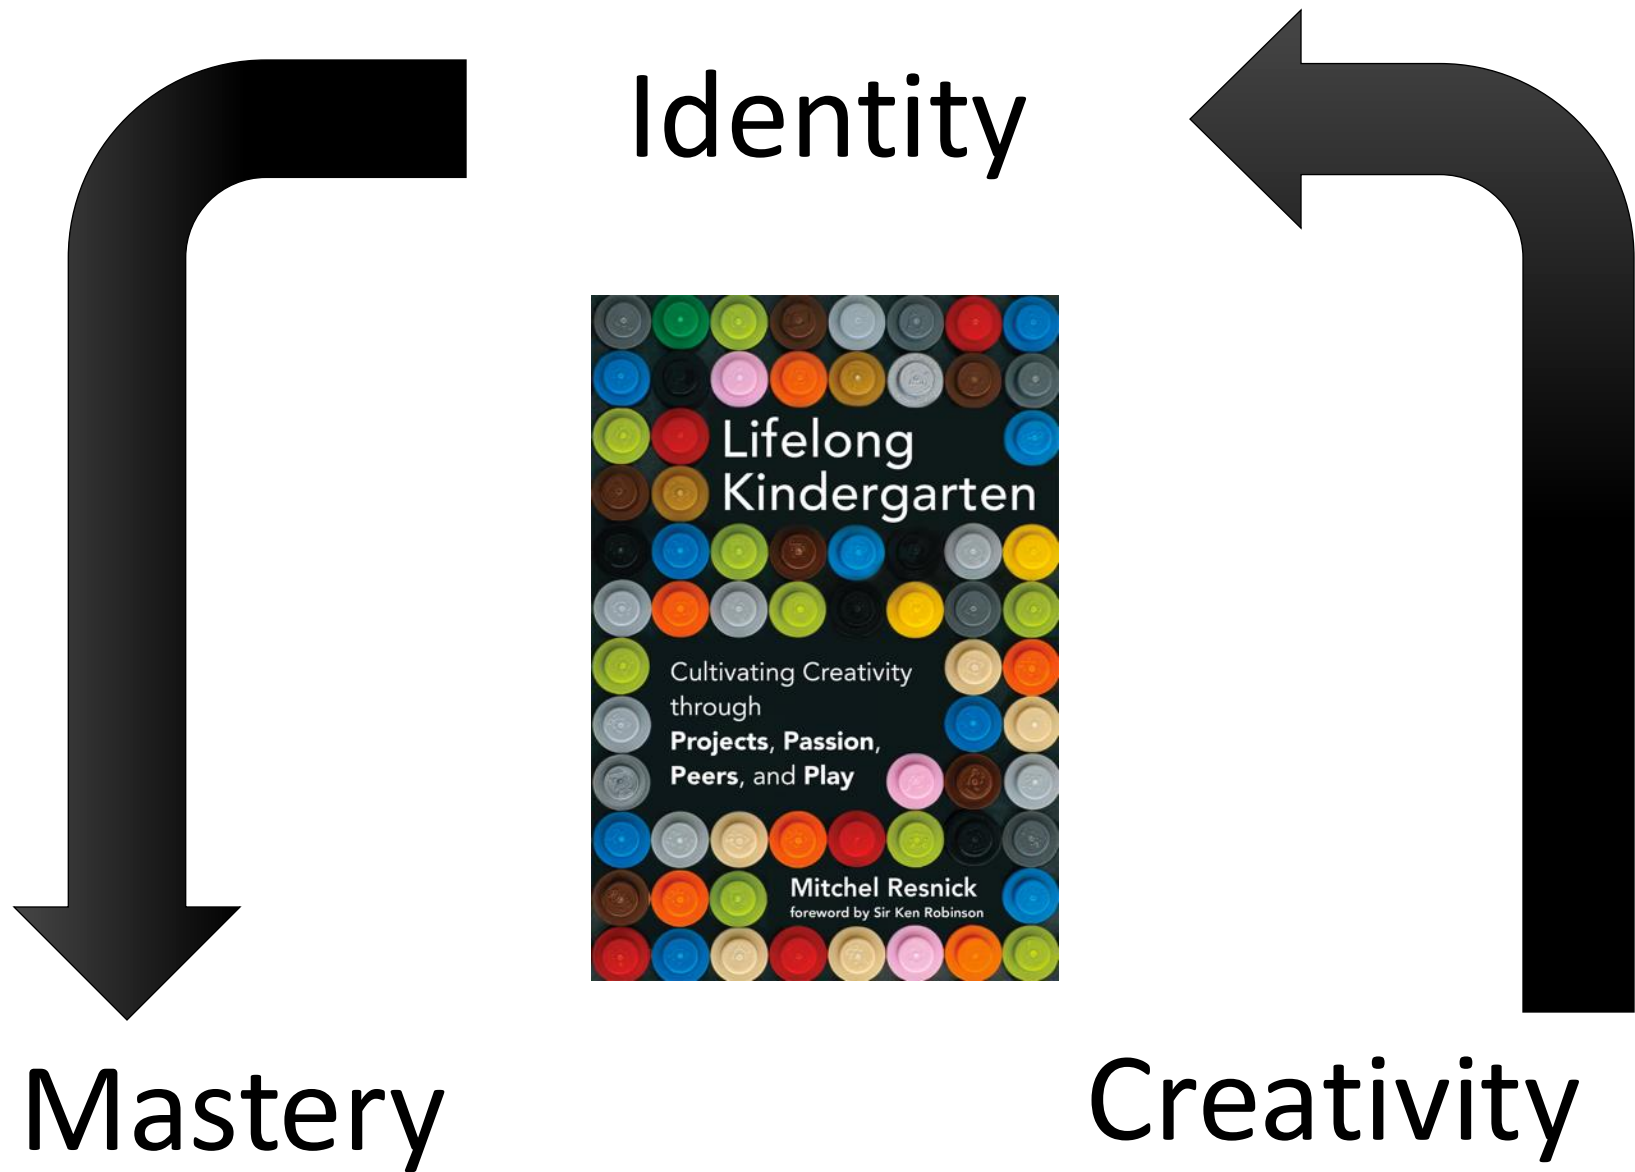 Identity
Lifelong
Kindergarten
Cultivating Creativity
through
Projects, Passion,
Peers, and Play
Mitchel Resnick
foreword by Sir Ken Robinson
Mastery
Creativity